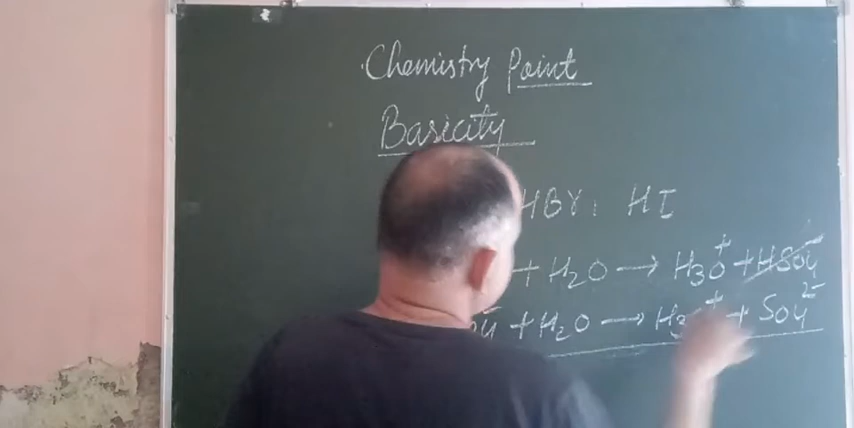 Chemistry Point
Basicity
HBr, HI
+ H2O → H3O+ + HSO4-
+ H2O → + SO4 2-